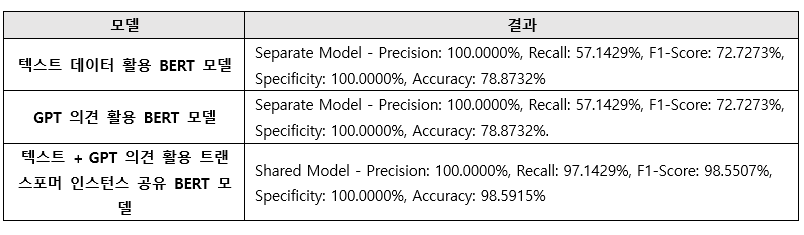 모델 결과
텍스트 데이터 활용 BERT 모델
Separate Model - Precision: 100.0000%, Recall: 57.1429%, F1-Score: 72.7273%,
Specificity: 100.0000%, Accuracy: 78.8732%
GPT 의견 활용 BERT 모델
Separate Model - Precision: 100.0000%, Recall: 57.1429%, F1-Score: 72.7273%,
Specificity: 100.0000%, Accuracy: 78.8732%.
텍스트 + GPT 의견 활용 트랜
스포머 인스턴스 공유 BERT 모
델
Shared Model - Precision: 100.0000%, Recall: 97.1429%, F1-Score: 98.5507%,
Specificity: 100.0000%, Accuracy: 98.5915%